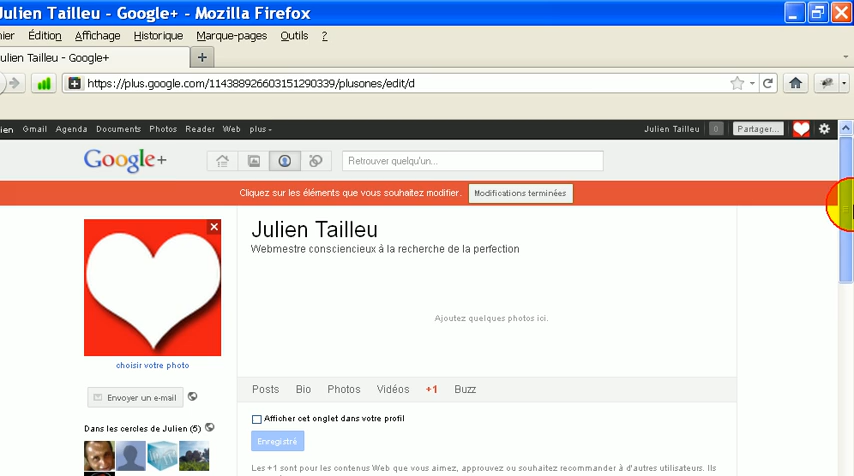 Julien Tailleu - Google+ - Mozilla Firefox
hier Édition Affichage Historique Marque-pages Outils ?
ulien Tailleu - Google+
https://plus.google.com/114388926603151290339/plusones/edit/d
ien Gmail Agenda Documents Photos Reader Web plus Julien Tailleu 0 Partager...
Google+ Retrouver quelqu'un...
Cliquez sur les éléments que vous souhaitez modifier. Modifications terminées
Julien Tailleu
Webmestre consciencieux à la recherche de la perfection
Ajoutez quelques photos ici.
choisir votre photo
Posts Bio Photos Vidéos +1 Buzz
Envoyer un e-mail
Afficher cet onglet dans votre profil
Dans les cercles de Julien (5)
Enregistré
Les +1 sont pour les contenus Web que vous aimez, approuvez ou souhaitez recommander à d'autres utilisateurs. Ils